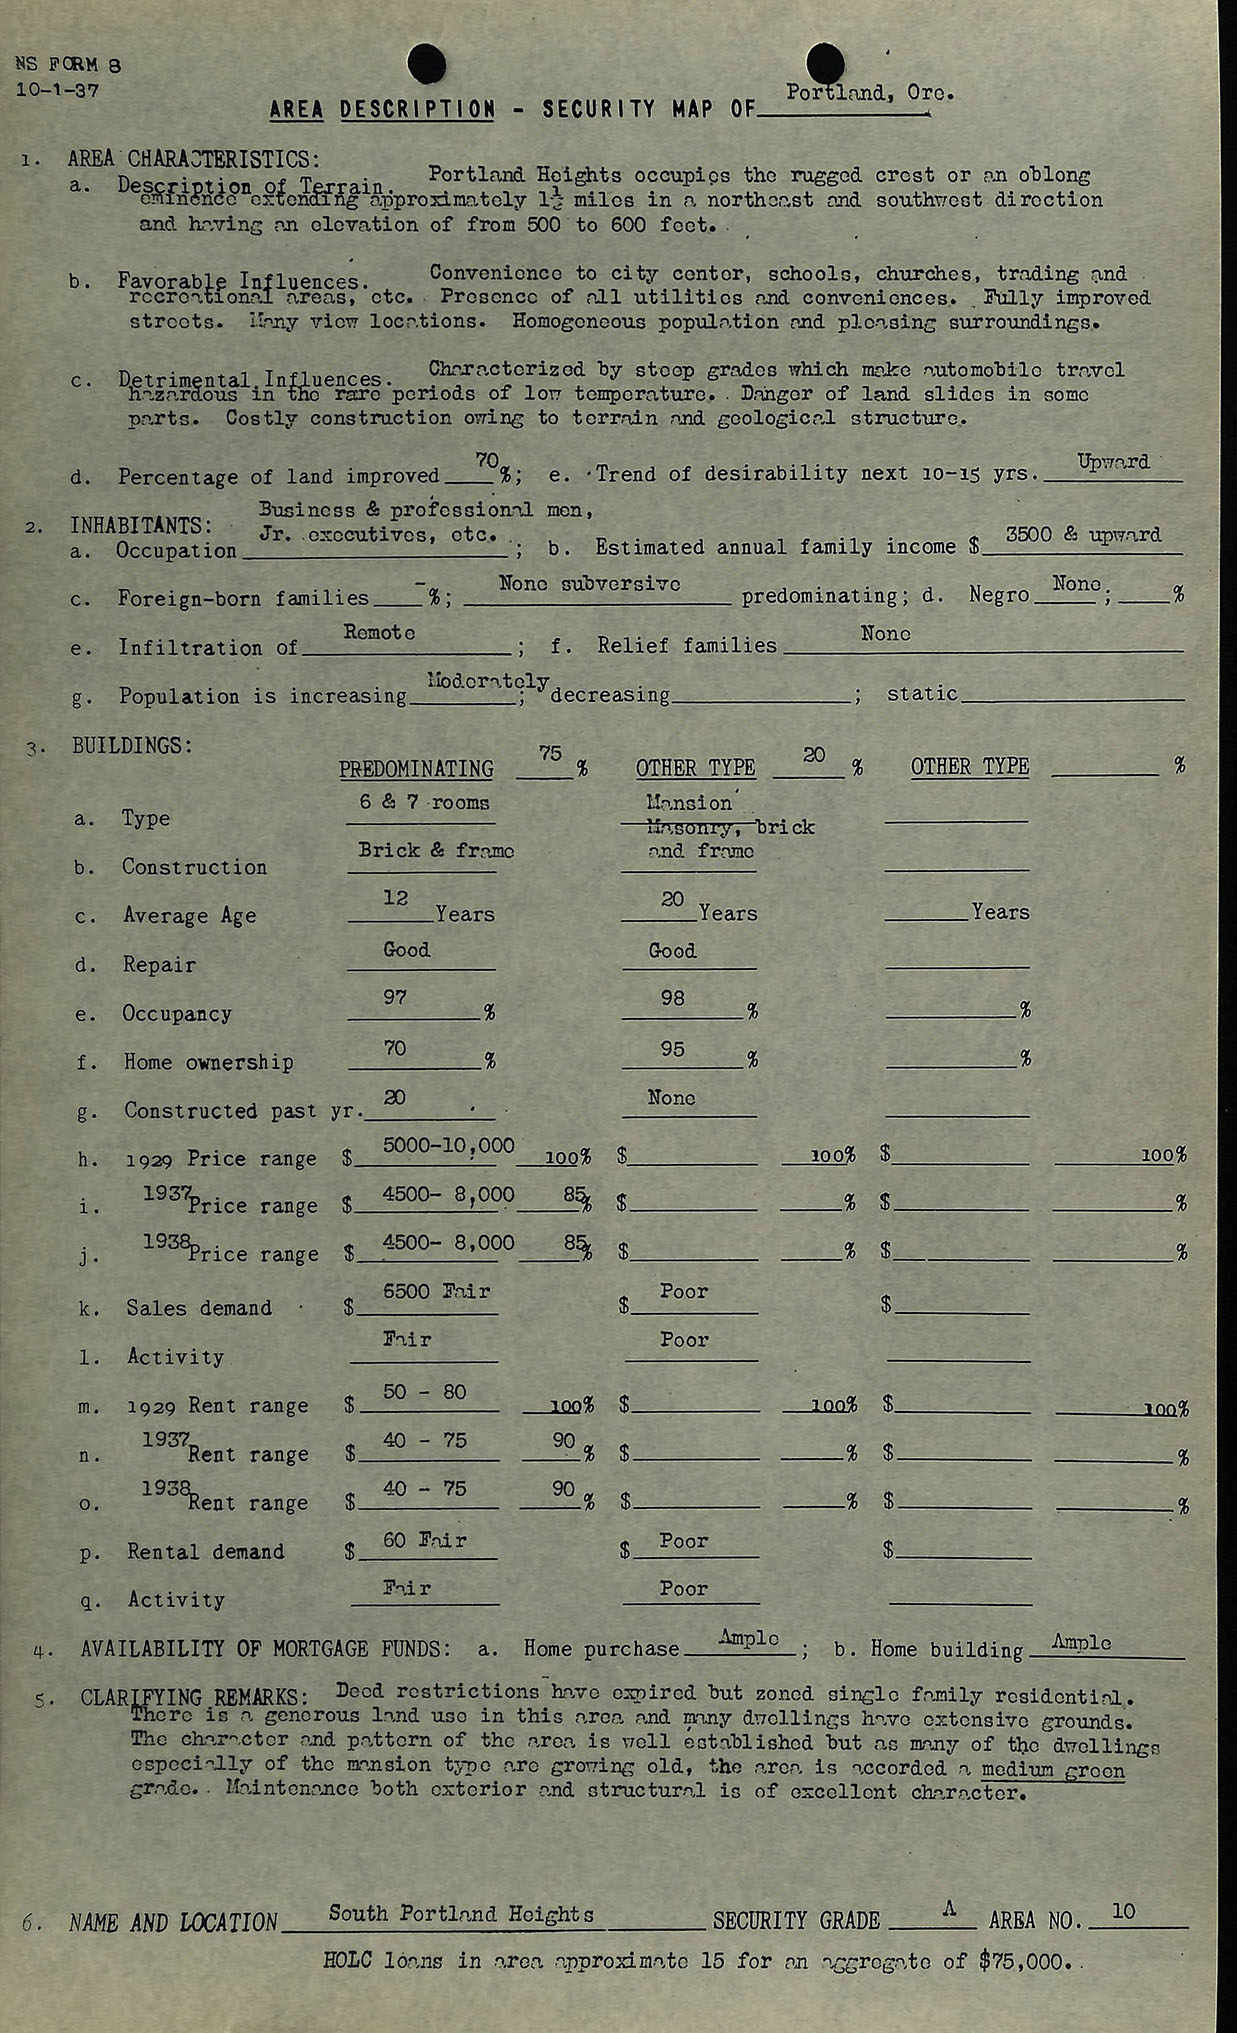 NS FORM 8
10-1-37
AREA DESCRIPTION - SECURITY MAP OF Portland, Ore.
1. AREA CHARACTERISTICS:
a. Description of Terrain. Portland Heights occupies the rugged crest or an oblong
eminence extending approximately 1½ miles in a northeast and southwest direction
and having an elevation of from 500 to 600 feet.
b. Favorable Influences. Convenience to city center, schools, churches, trading and
recreational areas, etc. Presence of all utilities and conveniences. Fully improved
streets. Many view locations. Homogeneous population and pleasing surroundings.
c. Detrimental Influences. Characterized by steep grades which make automobile travel
hazardous in the rare periods of low temperature. Danger of land slides in some
parts. Costly construction owing to terrain and geological structure.
d. Percentage of land improved 70 %; e. Trend of desirability next 10-15 yrs. Upward
2. INHABITANTS: Business & professional men,
Jr. executives, etc.
a. Occupation ; b. Estimated annual family income $ 3500 & upward
c. Foreign-born families - %; None subversive predominating; d. Negro None; %
e. Infiltration of Remote ; f. Relief families None
g. Population is increasing Moderately; decreasing ; static
3. BUILDINGS:
PREDOMINATING 75 % OTHER TYPE 20 % OTHER TYPE %
a. Type 6 & 7 rooms Mansion
b. Construction Brick & frame Masonry, brick and frame
c. Average Age 12 Years 20 Years Years
d. Repair Good Good
e. Occupancy 97 % 98 % %
f. Home ownership 70 % 95 % %
g. Constructed past yr. 20 None
h. 1929 Price range $ 5000-10,000 100% $ 100% $ 100%
i. 1937 Price range $ 4500- 8,000 85% $ % $ %
j. 1938 Price range $ 4500- 8,000 85% $ % $ %
k. Sales demand $ 6500 Fair $ Poor $
l. Activity Fair Poor
m. 1929 Rent range $ 50 - 80 100% $ 100% $ 100%
n. 1937 Rent range $ 40 - 75 90 % $ % $ %
o. 1938 Rent range $ 40 - 75 90 % $ % $ %
p. Rental demand $ 60 Fair $ Poor $
q. Activity Fair Poor
4. AVAILABILITY OF MORTGAGE FUNDS: a. Home purchase Ample ; b. Home building Ample
5. CLARIFYING REMARKS: Deed restrictions have expired but zoned single family residential.
There is a generous land use in this area and many dwellings have extensive grounds.
The character and pattern of the area is well established but as many of the dwellings
especially of the mansion type are growing old, the area is accorded a medium green
grade. Maintenance both exterior and structural is of excellent character.
6. NAME AND LOCATION South Portland Heights SECURITY GRADE A AREA NO. 10
HOLC loans in area approximate 15 for an aggregate of $75,000.